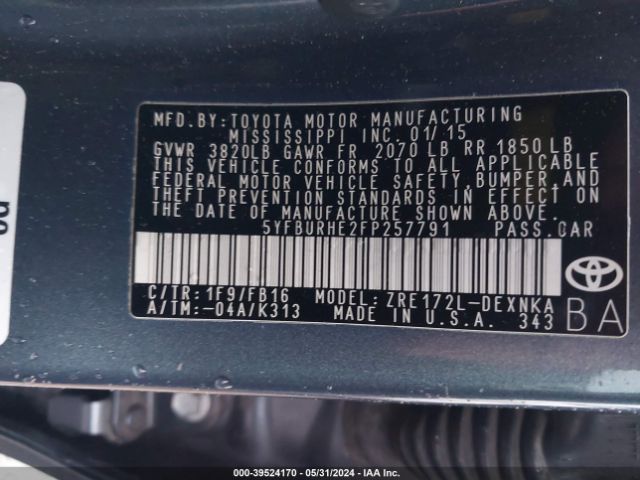 MFD.BY:TOYOTA MOTOR MANUFACTURING
MISSISSIPPI INC.01/15
GVWR 3820LB GAWR FR 2070 LB RR 1850LB
THIS VEHICLE CONFORMS TO ALL APPLICABLE
FEDERAL MOTOR VEHICLE SAFETY,BUMPER,AND
THEFT PREVENTION STANDARDS IN EFFECT ON
THE DATE OF MANUFACTURE SHOWN ABOVE.
5YFBURHE2FP257791 PASS.CAR
C/TR:1F9/FB16 MODEL:ZRE172L-DEXNKA
A/TM:-04A/K313 MADE IN U.S.A. 343
BA
000-39524170 - 05/31/2024 - IAA Inc.